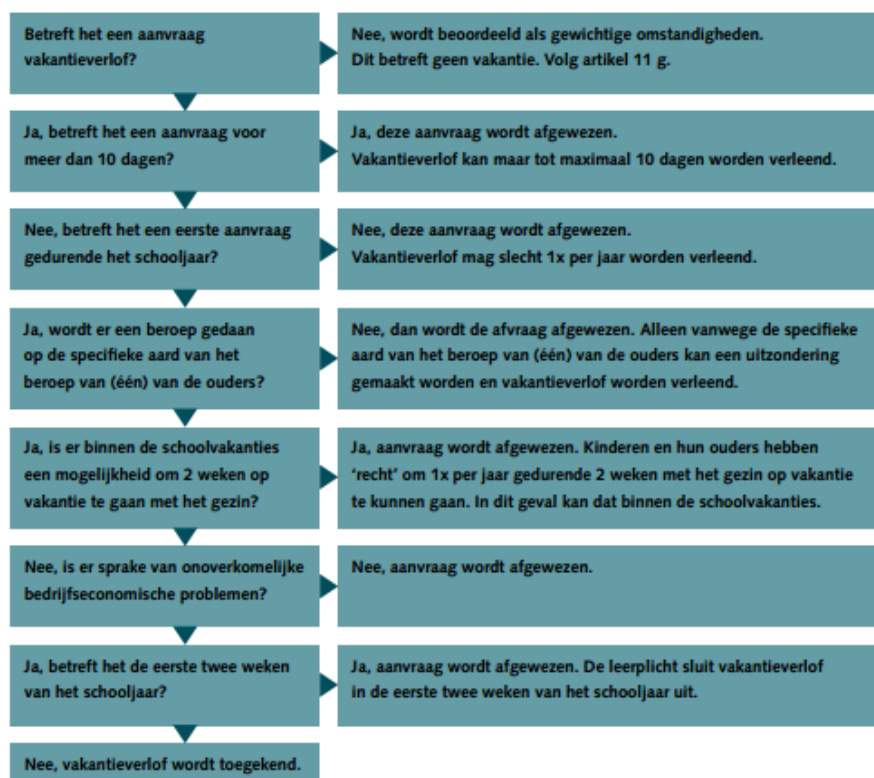 Betreft het een aanvraag
vakantieverlof?
Nee, wordt beoordeeld als gewichtige omstandigheden.
Dit betreft geen vakantie. Volg artikel 11 g.
Ja, betreft het een aanvraag voor
meer dan 10 dagen?
Ja, deze aanvraag wordt afgewezen.
Vakantieverlof kan maar tot maximaal 10 dagen worden verleend.
Nee, betreft het een eerste aanvraag
gedurende het schooljaar?
Nee, deze aanvraag wordt afgewezen.
Vakantieverlof mag slecht 1x per jaar worden verleend.
Ja, wordt er een beroep gedaan
op de specifieke aard van het
beroep van (één) van de ouders?
Nee, dan wordt de afvraag afgewezen. Alleen vanwege de specifieke
aard van het beroep van (één) van de ouders kan een uitzondering
gemaakt worden en vakantieverlof worden verleend.
Ja, is er binnen de schoolvakanties
een mogelijkheid om 2 weken op
vakantie te gaan met het gezin?
Ja, aanvraag wordt afgewezen. Kinderen en hun ouders hebben
‘recht’ om 1x per jaar gedurende 2 weken met het gezin op vakantie
te kunnen gaan. In dit geval kan dat binnen de schoolvakanties.
Nee, is er sprake van onoverkomelijke
bedrijfseconomische problemen?
Nee, aanvraag wordt afgewezen.
Ja, betreft het de eerste twee weken
van het schooljaar?
Ja, aanvraag wordt afgewezen. De leerplicht sluit vakantieverlof
in de eerste twee weken van het schooljaar uit.
Nee, vakantieverlof wordt toegekend.